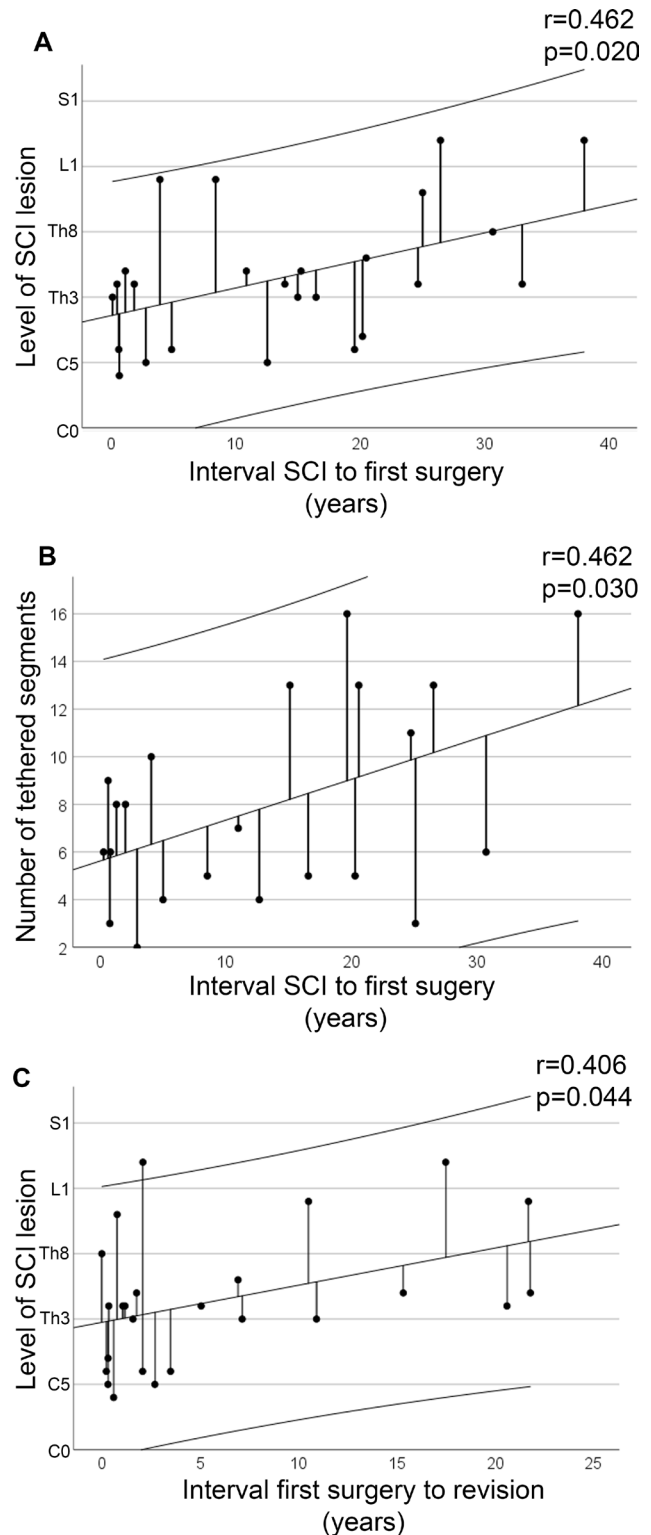 A
r=0.462
p=0.020
S1
L1
Th8
Th3
C5
C0
Level of SCI lesion
0 10 20 30 40
Interval SCI to first surgery
(years)
B
r=0.462
p=0.030
16
14
12
10
8
6
4
2
Number of tethered segments
0 10 20 30 40
Interval SCI to first sugery
(years)
C
r=0.406
p=0.044
S1
L1
Th8
Th3
C5
C0
Level of SCI lesion
0 5 10 15 20 25
Interval first surgery to revision
(years)